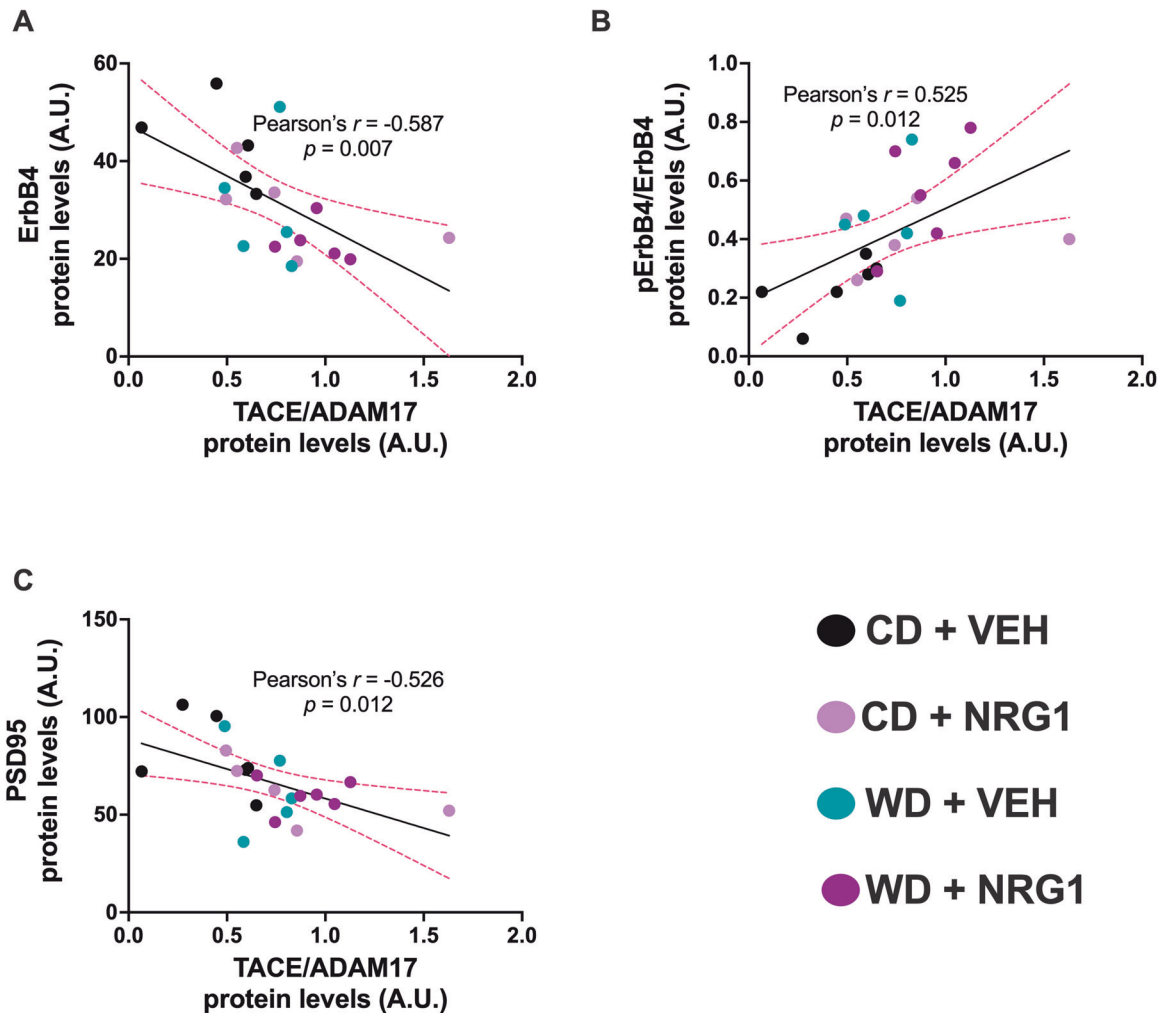 A
60
40
20
0
ErbB4
protein levels (A.U.)
Pearson's r = -0.587
p = 0.007
0.0 0.5 1.0 1.5 2.0
TACE/ADAM17
protein levels (A.U.)
B
1.0
0.8
0.6
0.4
0.2
0.0
pErbB4/ErbB4
protein levels (A.U.)
Pearson's r = 0.525
p = 0.012
0.0 0.5 1.0 1.5 2.0
TACE/ADAM17
protein levels (A.U.)
C
150
100
50
0
PSD95
protein levels (A.U.)
Pearson's r = -0.526
p = 0.012
0.0 0.5 1.0 1.5 2.0
TACE/ADAM17
protein levels (A.U.)
CD + VEH
CD + NRG1
WD + VEH
WD + NRG1